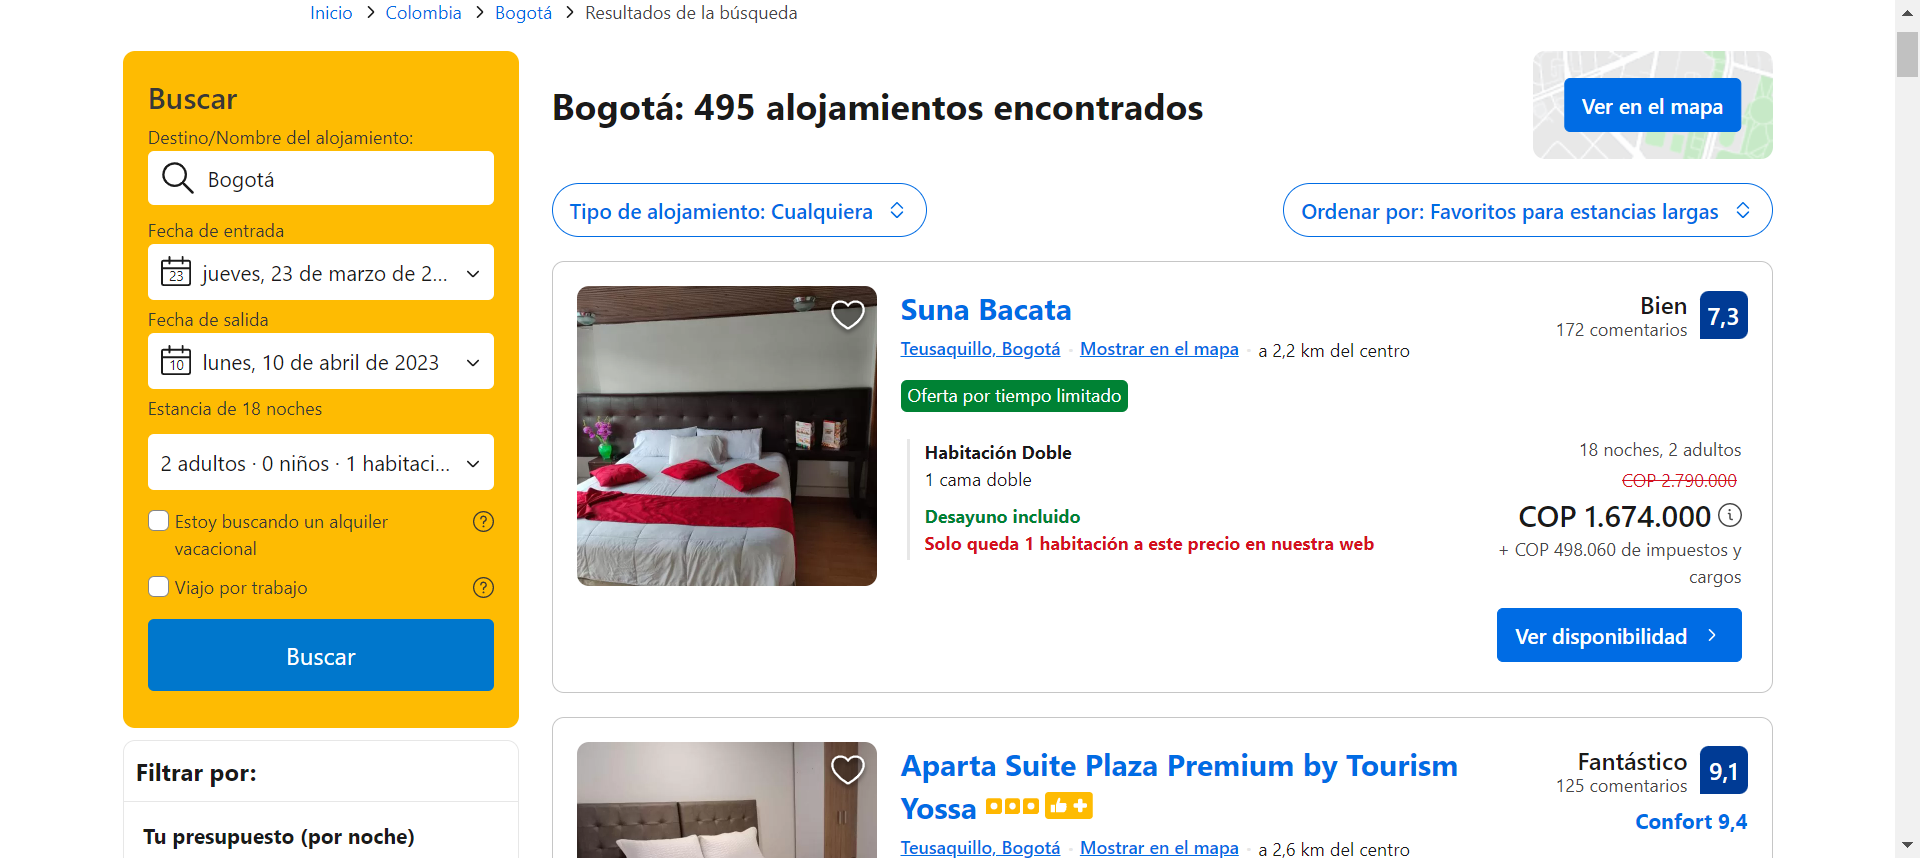 Inicio > Colombia > Bogotá > Resultados de la búsqueda
Buscar
Destino/Nombre del alojamiento:
Bogotá
Fecha de entrada
23
jueves, 23 de marzo de 2...
Fecha de salida
10
lunes, 10 de abril de 2023
Estancia de 18 noches
2 adultos · 0 niños · 1 habitaci...
Estoy buscando un alquiler
vacacional
Viajo por trabajo
Buscar
Filtrar por:
Tu presupuesto (por noche)
Bogotá: 495 alojamientos encontrados
Ver en el mapa
Tipo de alojamiento: Cualquiera
Ordenar por: Favoritos para estancias largas
Suna Bacata
Teusaquillo, Bogotá · Mostrar en el mapa · a 2,2 km del centro
Oferta por tiempo limitado
Bien
172 comentarios
7,3
Habitación Doble
1 cama doble
Desayuno incluido
Solo queda 1 habitación a este precio en nuestra web
18 noches, 2 adultos
COP 2.790.000
COP 1.674.000
+ COP 498.060 de impuestos y
cargos
Ver disponibilidad
Aparta Suite Plaza Premium by Tourism
Yossa
Teusaquillo, Bogotá · Mostrar en el mapa · a 2,6 km del centro
Fantástico
125 comentarios
9,1
Confort 9,4